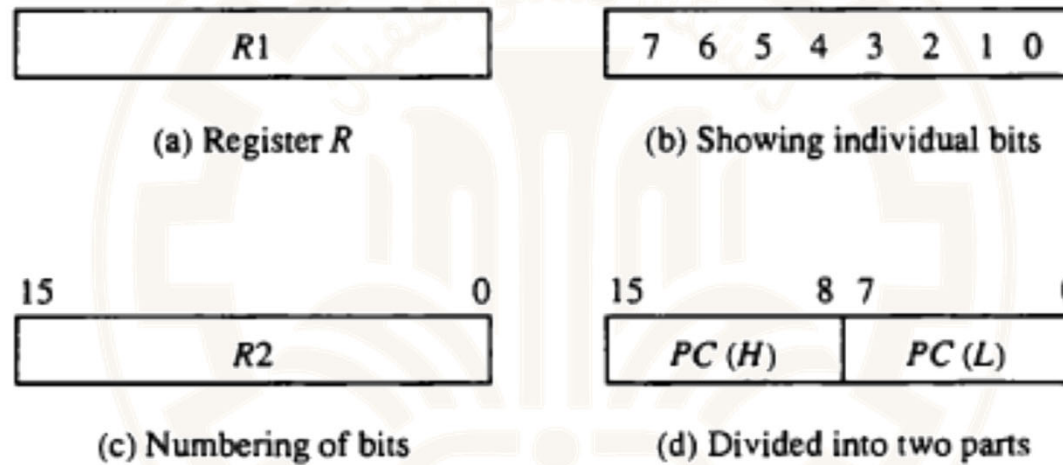 R1
7 6 5 4 3 2 1 0
(a) Register R
(b) Showing individual bits
15 0
R2
15 8 7
PC (H) PC (L)
(c) Numbering of bits
(d) Divided into two parts